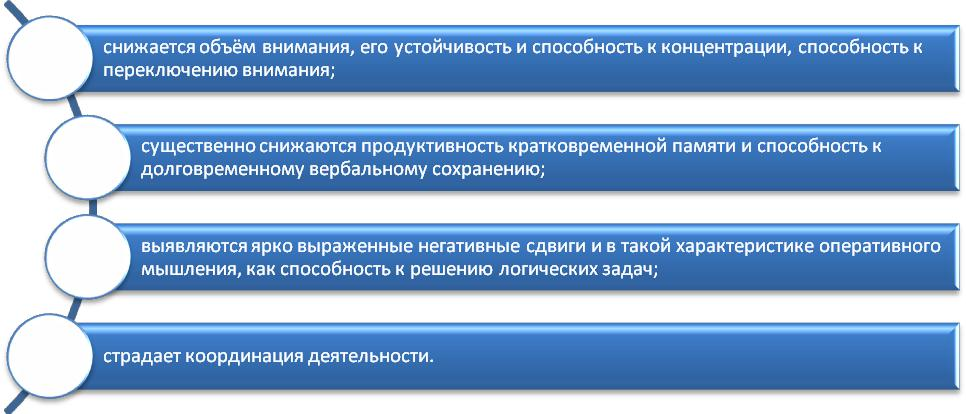 снижается объём внимания, его устойчивость и способность к концентрации, способность к
переключению внимания;
существенно снижаются продуктивность кратковременной памяти и способность к
долговременному вербальному сохранению;
выявляются ярко выраженные негативные сдвиги и в такой характеристике оперативного
мышления, как способность к решению логических задач;
страдает координация деятельности.